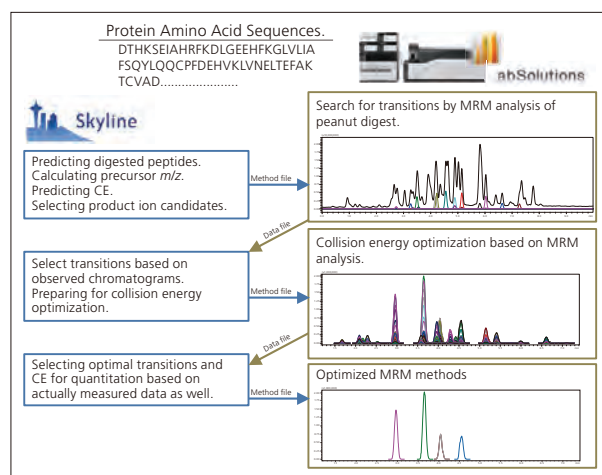 Protein Amino Acid Sequences.
DTHKSEIAHRFKDLGEEHFKGLVLIA
FSQYLQQCPFDEHVKLVNELTEFAK
TCVAD......................
abSolutions
Skyline
Predicting digested peptides.
Calculating precursor m/z.
Predicting CE.
Selecting product ion candidates.
Method file
Search for transitions by MRM analysis of
peanut digest.
Data file
Select transitions based on
observed chromatograms.
Preparing for collision energy
optimization.
Method file
Collision energy optimization based on MRM
analysis.
Data file
Selecting optimal transitions and
CE for quantitation based on
actually measured data as well.
Method file
Optimized MRM methods